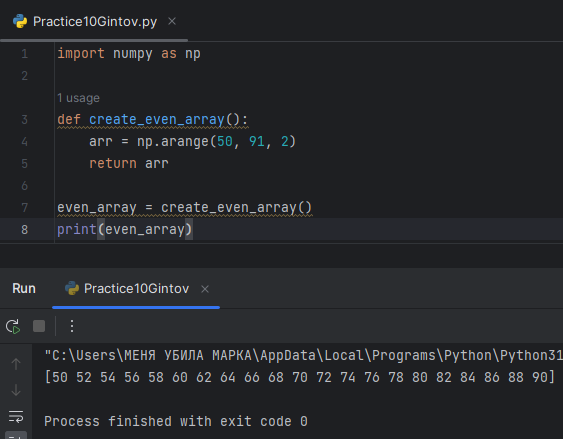 Practice10Gintov.py
1 import numpy as np
2
1 usage
3 def create_even_array():
4 arr = np.arange(50, 91, 2)
5 return arr
6
7 even_array = create_even_array()
8 print(even_array)
Run Practice10Gintov
"C:\Users\МЕНЯ УБИЛА МАРКА\AppData\Local\Programs\Python\Python31
[50 52 54 56 58 60 62 64 66 68 70 72 74 76 78 80 82 84 86 88 90]
Process finished with exit code 0